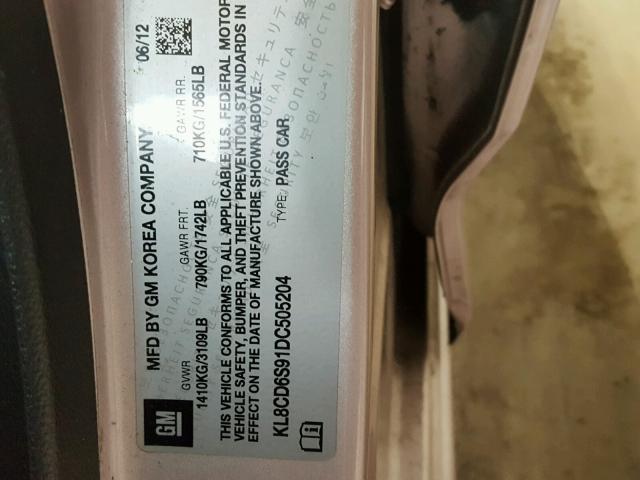 GM
MFD BY GM KOREA COMPANY 06/12
GVWR GAWR FRT. GAWR RR.
1410KG/3109LB 790KG/1742LB 710KG/1565LB
THIS VEHICLE CONFORMS TO ALL APPLICABLE U.S. FEDERAL MOTOR
VEHICLE SAFETY, BUMPER, AND THEFT PREVENTION STANDARDS IN
EFFECT ON THE DATE OF MANUFACTURE SHOWN ABOVE.
KL8CD6S91DC505204 TYPE: PASS CAR